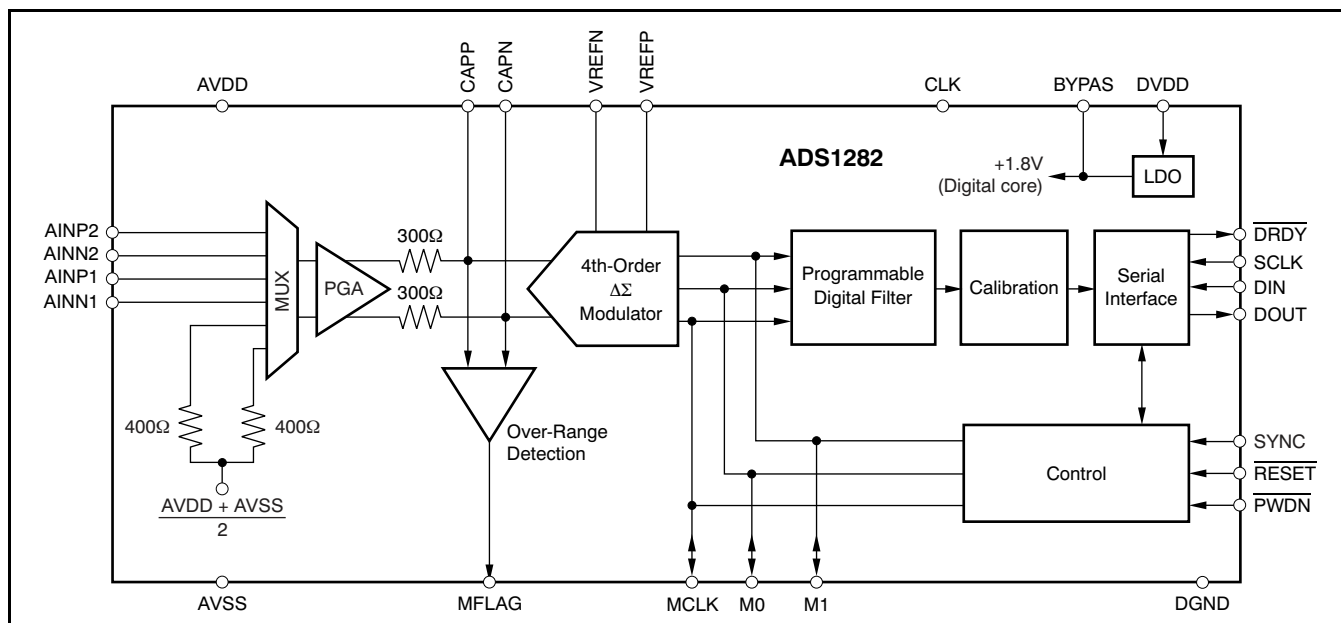 CAPP
CAPN
VREFN
VREFP
AVDD
CLK
BYPAS
DVDD
ADS1282
+1.8V
(Digital core)
LDO
AINP2
AINN2
AINP1
AINN1
MUX
PGA
300Ω
300Ω
4th-Order
ΔΣ
Modulator
Programmable
Digital Filter
Calibration
Serial
Interface
DRDY
SCLK
DIN
DOUT
400Ω
400Ω
Over-Range
Detection
Control
SYNC
RESET
PWDN
AVDD + AVSS
2
AVSS
MFLAG
MCLK
M0
M1
DGND